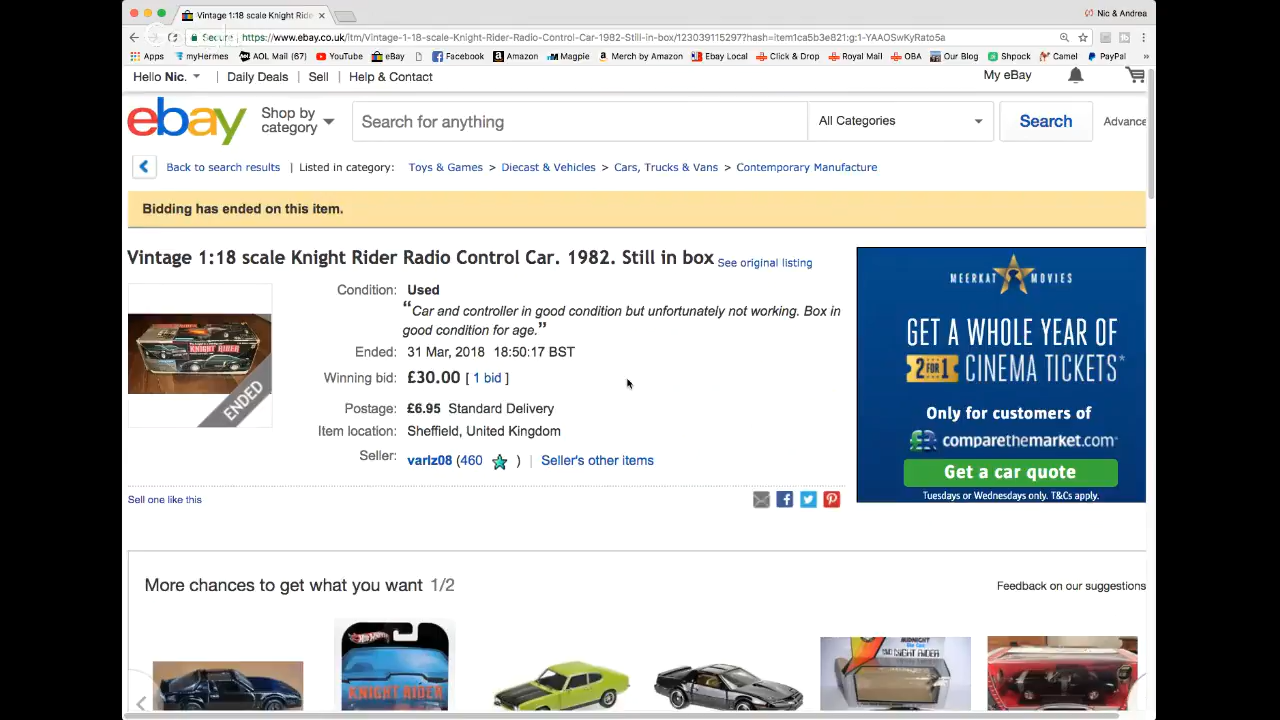 Vintage 1:18 scale Knight Ride
Nic & Andrea
Secure
https://www.ebay.co.uk/itm/Vintage-1-18-scale-Knight-Rider-Radio-Control-Car-1982-Still-in-box/123039115297?hash=item1ca5b3e821:g:1-YAAOSwKyRato5a
Apps myHermes AOL Mail (67) YouTube eBay Facebook Amazon Magpie Merch by Amazon Ebay Local Click & Drop Royal Mail OBA Our Blog Shpock Camel PayPal »
Hello Nic. Daily Deals Sell Help & Contact My eBay
ebay Shop by category Search for anything All Categories Search Advance
Back to search results | Listed in category: Toys & Games > Diecast & Vehicles > Cars, Trucks & Vans > Contemporary Manufacture
Bidding has ended on this item.
Vintage 1:18 scale Knight Rider Radio Control Car. 1982. Still in box See original listing
Condition: Used
“Car and controller in good condition but unfortunately not working. Box in
good condition for age.”
Ended: 31 Mar, 2018 18:50:17 BST
Winning bid: £30.00 [ 1 bid ]
Postage: £6.95 Standard Delivery
Item location: Sheffield, United Kingdom
Seller: varlz08 (460 ) | Seller's other items
KNIGHT RIDER
ENDED
Sell one like this
MEERKAT MOVIES
GET A WHOLE YEAR OF
2 FOR 1 CINEMA TICKETS*
Only for customers of
comparethemarket.com
Get a car quote
Tuesdays or Wednesdays only. T&Cs apply.
More chances to get what you want 1/2
Feedback on our suggestions
Hot Wheels
KNIGHT RIDER
KNIGHT RIDER